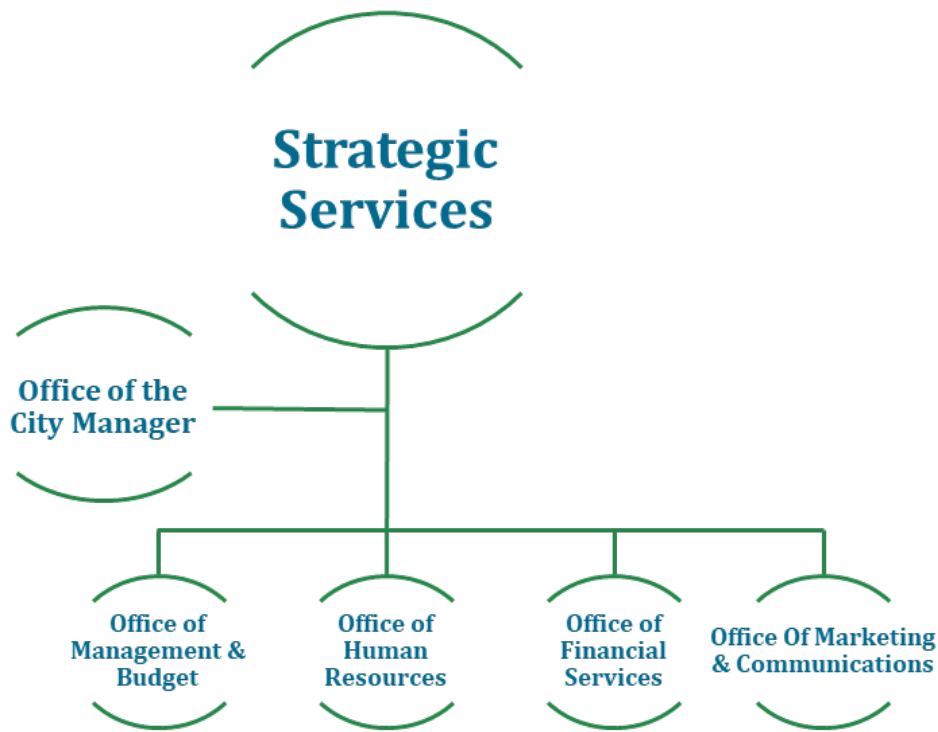 Strategic
Services
Office of the
City Manager
Office of
Management &
Budget
Office of
Human
Resources
Office of
Financial
Services
Office Of Marketing
& Communications